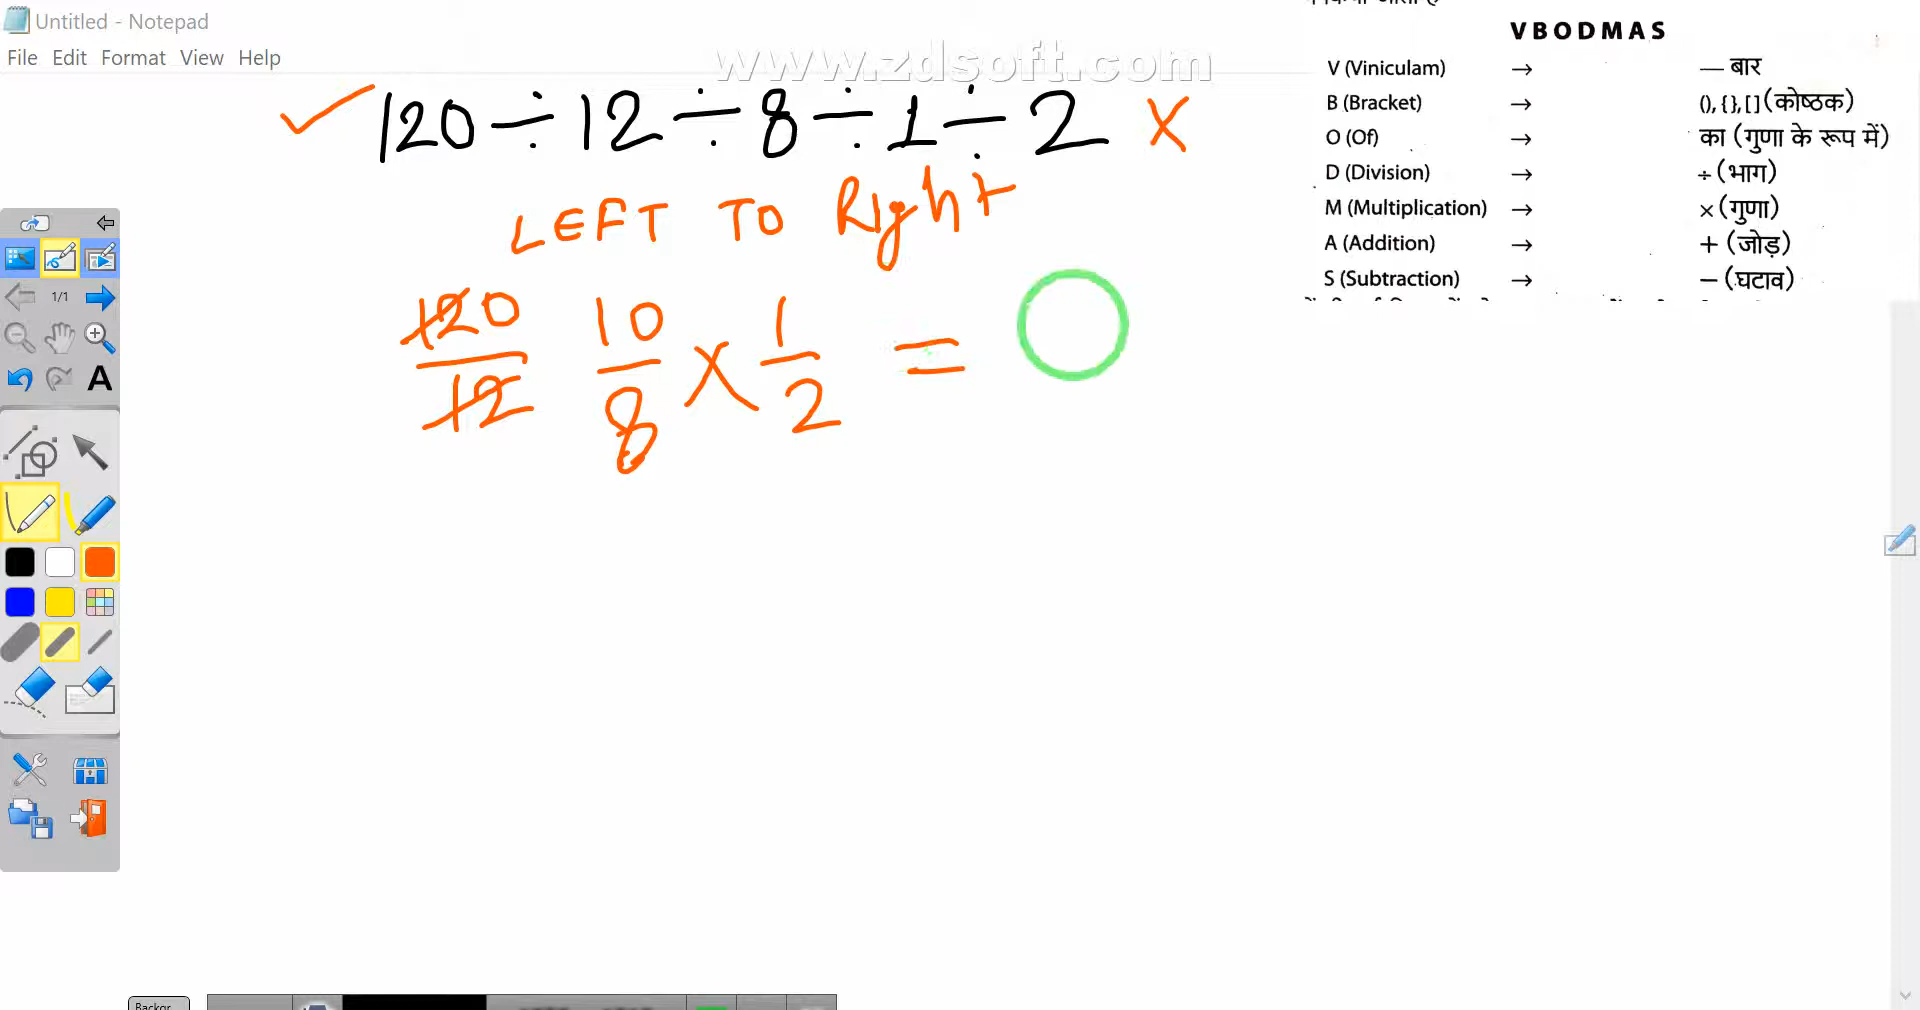 Untitled - Notepad
File Edit Format View Help
www.zdsoft.com
120 ÷ 12 ÷ 8 ÷ 1 ÷ 2 ×
LEFT TO Right
120/12 10/8 × 1/2 =
VBODMAS
V (Viniculam) → — बार
B (Bracket) → (), { }, [ ] (कोष्ठक)
O (Of) → का (गुणा के रूप में)
D (Division) → ÷ (भाग)
M (Multiplication) → × (गुणा)
A (Addition) → + (जोड़)
S (Subtraction) → — (घटाव)
1/1
A
Backgr